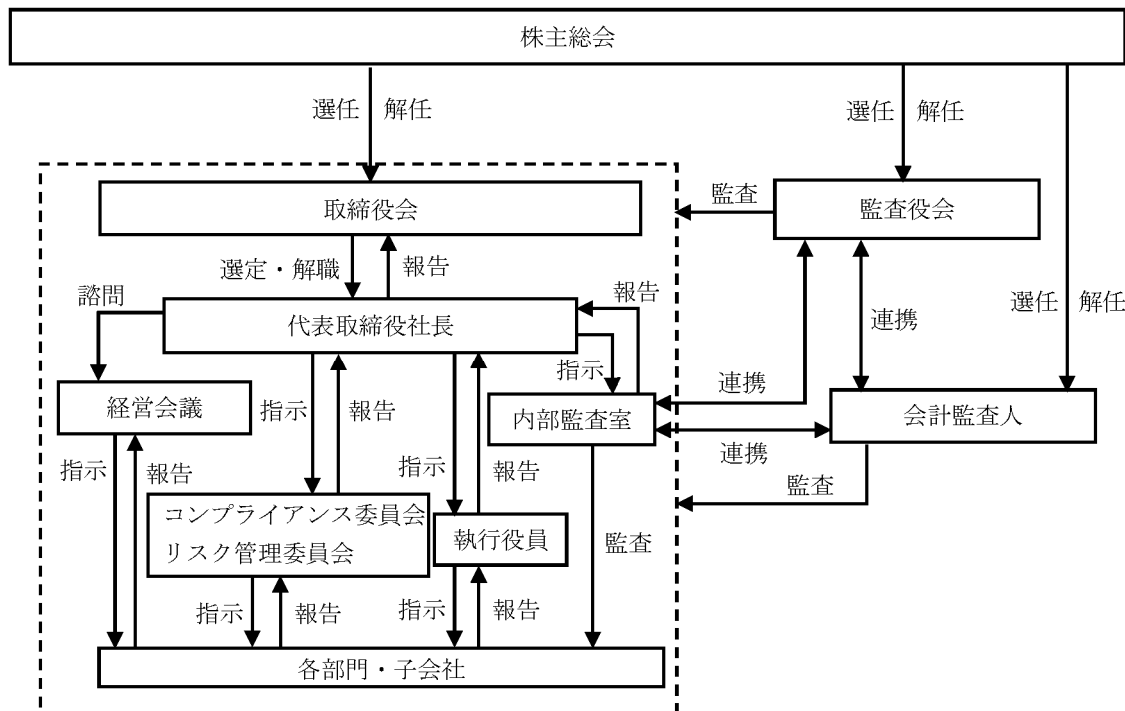 株主総会
選任 解任
選任 解任
監査
取締役会
監査役会
選定・解職
報告
諮問
報告
選任 解任
代表取締役社長
連携
指示
連携
経営会議
指示
報告
内部監査室
会計監査人
連携
指示
報告
指示
報告
監査
コンプライアンス委員会
リスク管理委員会
執行役員
監査
指示
報告
指示
報告
各部門・子会社